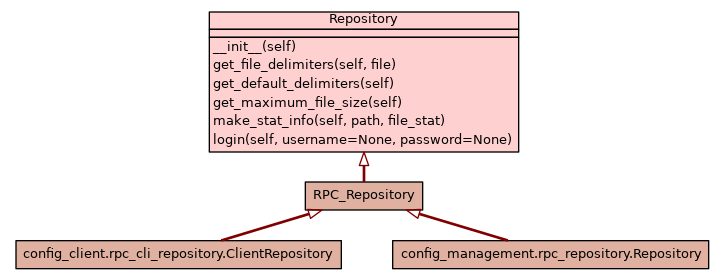 Repository
__init__(self)
get_file_delimiters(self, file)
get_default_delimiters(self)
get_maximum_file_size(self)
make_stat_info(self, path, file_stat)
login(self, username=None, password=None)
RPC_Repository
config_client.rpc_cli_repository.ClientRepository
config_management.rpc_repository.Repository